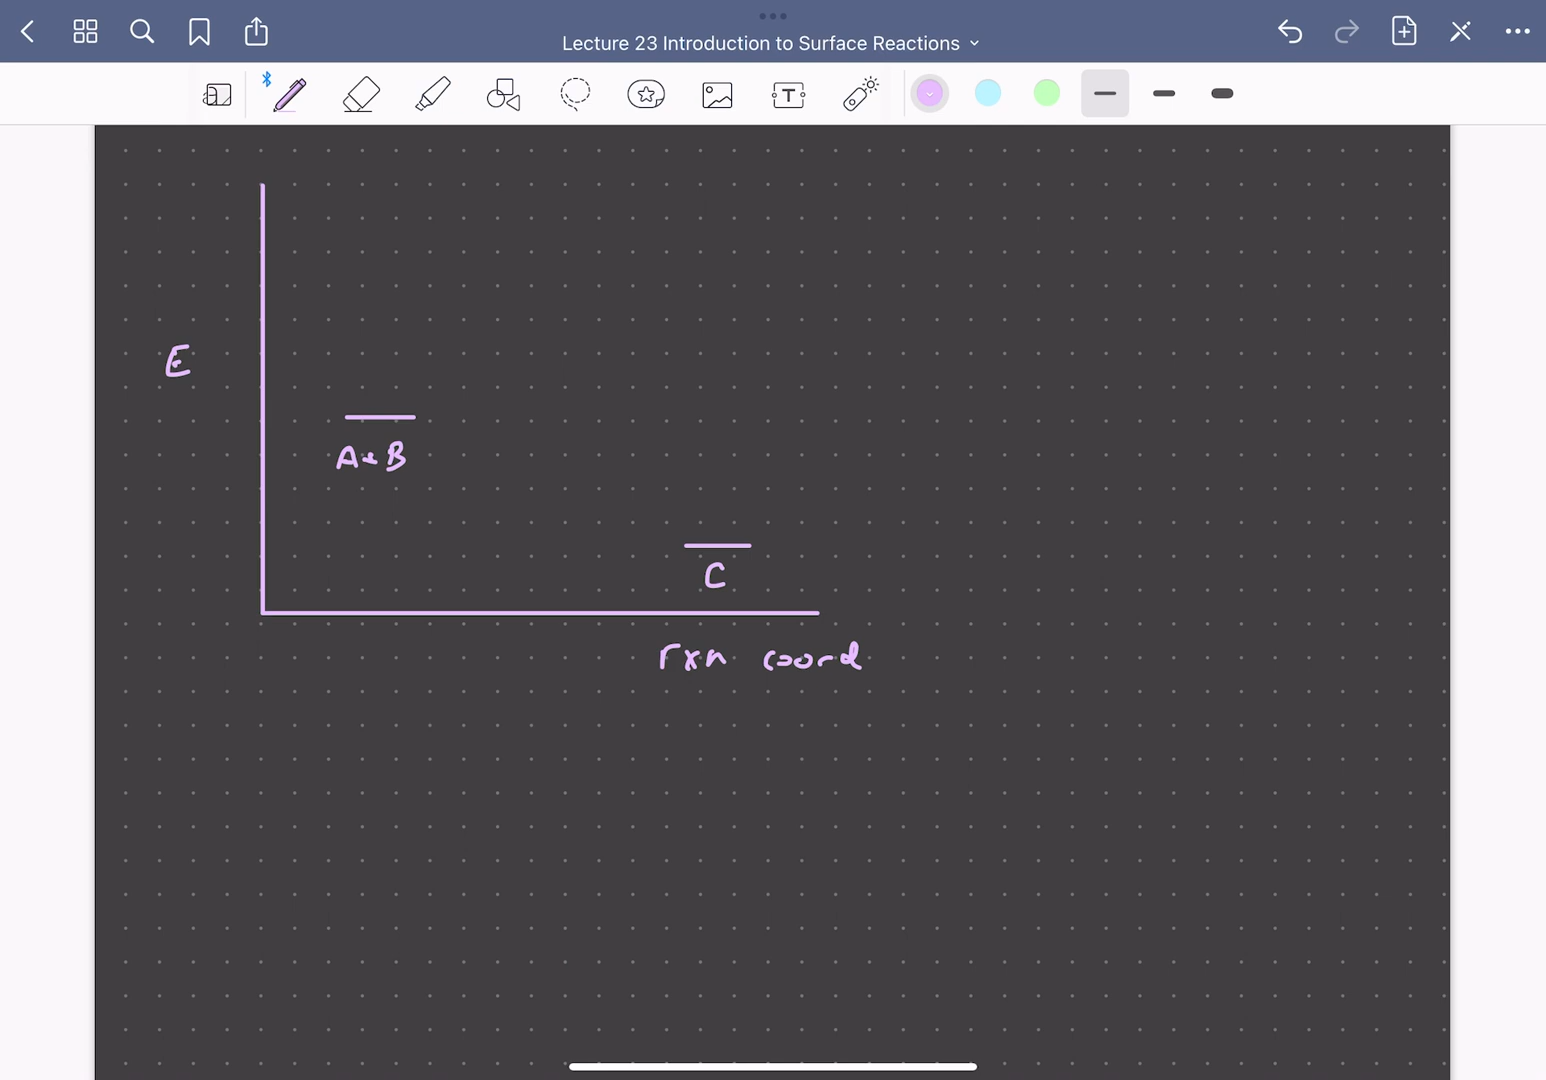 Lecture 23 Introduction to Surface Reactions
E
A + B
C
rxn coord